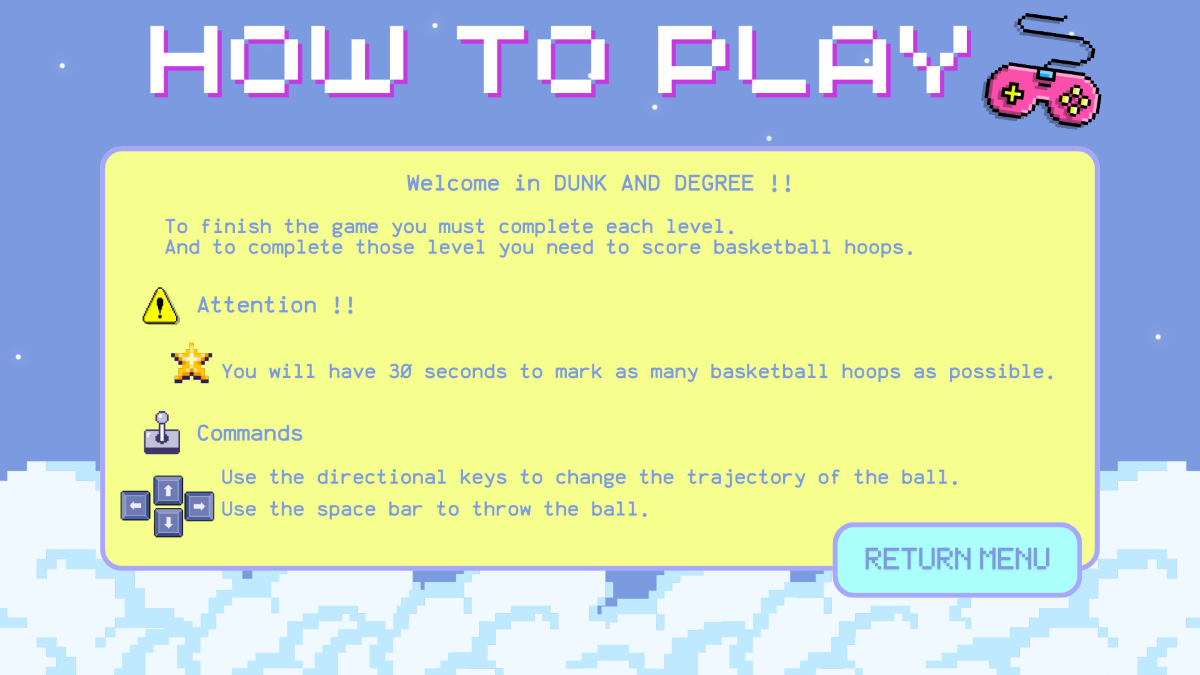 HOW TO PLAY
Welcome in DUNK AND DEGREE !!
To finish the game you must complete each level.
And to complete those level you need to score basketball hoops.
Attention !!
You will have 30 seconds to mark as many basketball hoops as possible.
Commands
Use the directional keys to change the trajectory of the ball.
Use the space bar to throw the ball.
RETURN MENU